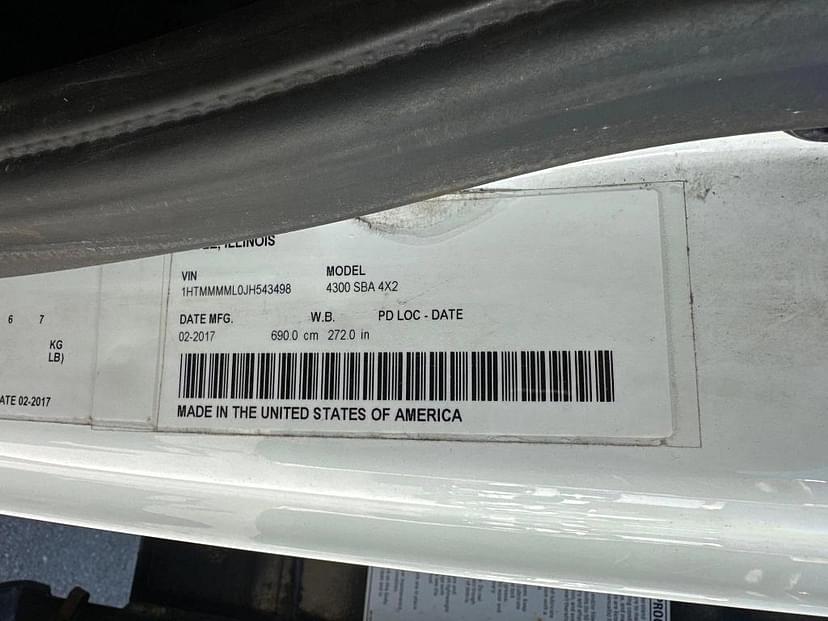 ILLINOIS
VIN
MODEL
1HTMMMML0JH543498
4300 SBA 4X2
DATE MFG.
W.B.
PD LOC - DATE
02-2017
690.0 cm 272.0 in
MADE IN THE UNITED STATES OF AMERICA
6 7
KG
LB)
02-2017